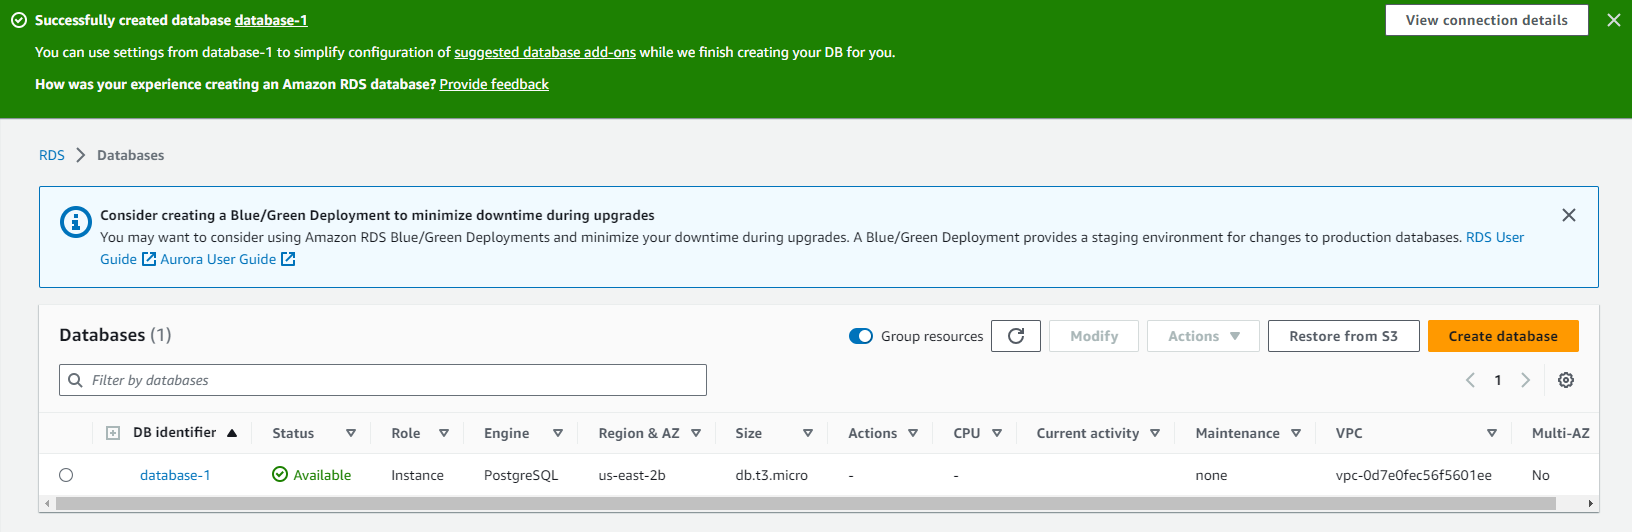 Successfully created database database-1
View connection details
You can use settings from database-1 to simplify configuration of suggested database add-ons while we finish creating your DB for you.
How was your experience creating an Amazon RDS database? Provide feedback
RDS > Databases
Consider creating a Blue/Green Deployment to minimize downtime during upgrades
You may want to consider using Amazon RDS Blue/Green Deployments and minimize your downtime during upgrades. A Blue/Green Deployment provides a staging environment for changes to production databases. RDS User
Guide Aurora User Guide
Databases (1)
Group resources
Modify
Actions
Restore from S3
Create database
Filter by databases
1
DB identifier Status Role Engine Region & AZ Size Actions CPU Current activity Maintenance VPC Multi-AZ
database-1 Available Instance PostgreSQL us-east-2b db.t3.micro - - none vpc-0d7e0fec56f5601ee No